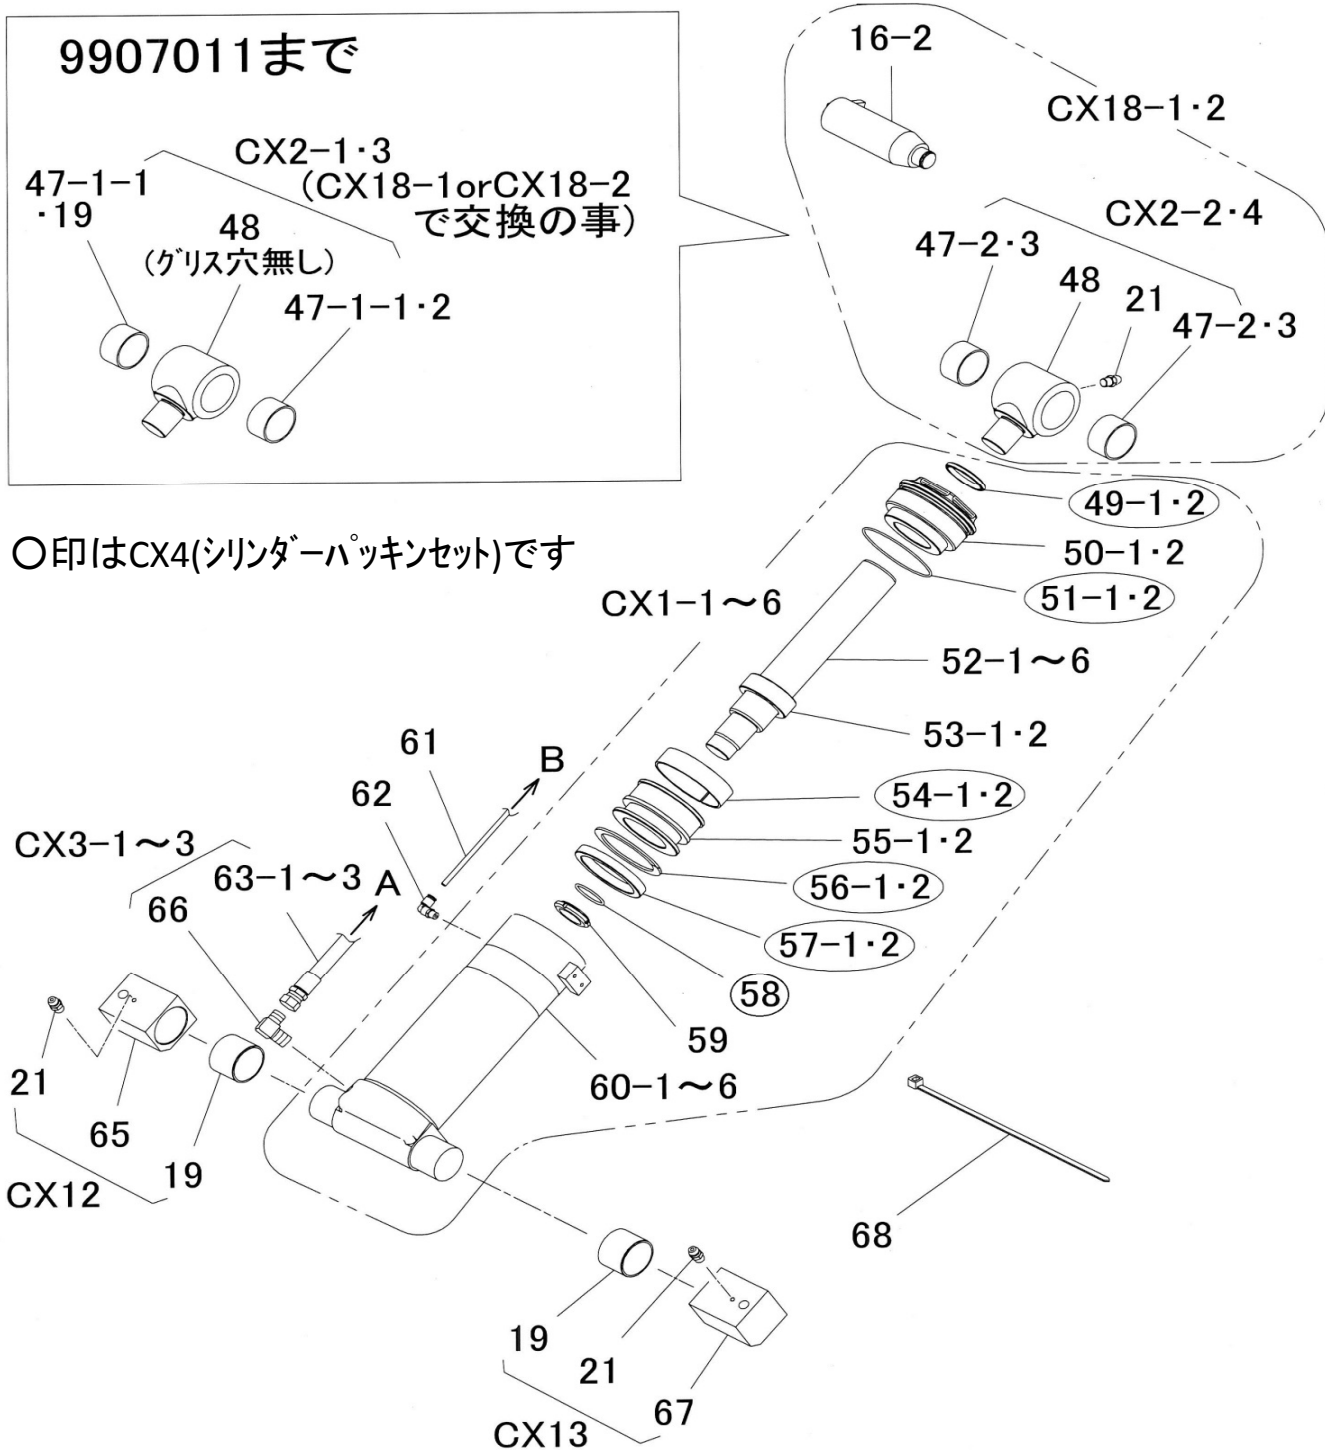 9907011まで
CX2-1・3
(CX18-1orCX18-2
で交換の事)
47-1-1
・19
48
(グリス穴無し)
47-1-1・2
16-2
CX18-1・2
CX2-2・4
47-2・3
48
21
47-2・3
○印はCX4(シリンダーパッキンセット)です
49-1・2
50-1・2
51-1・2
CX1-1～6
52-1～6
53-1・2
54-1・2
55-1・2
56-1・2
57-1・2
58
59
60-1～6
61
B
62
CX3-1～3
63-1～3
A
66
21
65
19
CX12
68
19
21
67
CX13